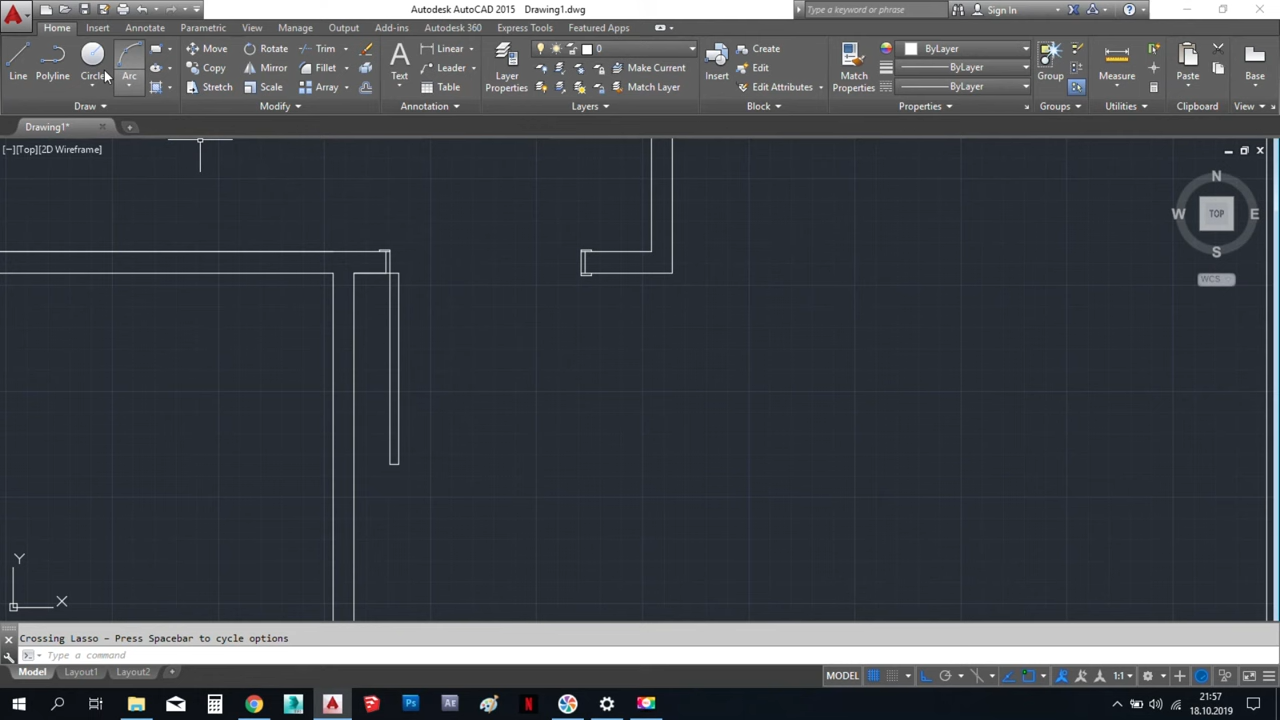 Autodesk AutoCAD 2015 Drawing1.dwg
Type a keyword or phrase
Sign In
Home Insert Annotate Parametric View Manage Output Add-ins Autodesk 360 Express Tools Featured Apps
Line Polyline Circle Arc
Move Rotate Trim
Copy Mirror Fillet
Stretch Scale Array
Text Linear
Leader
Table
Layer Properties
0
Make Current
Match Layer
Insert Create
Edit
Edit Attributes
Match Properties
ByLayer
ByLayer
ByLayer
Group Measure Paste Base
Draw Modify Annotation Layers Block Properties Groups Utilities Clipboard View
Drawing1*
[−][Top][2D Wireframe]
N
W TOP E
S
WCS
Y
X
Crossing Lasso – Press Spacebar to cycle options
Type a command
Model Layout1 Layout2 +
MODEL 1:1
Ps Ae N
21:57
18.10.2019